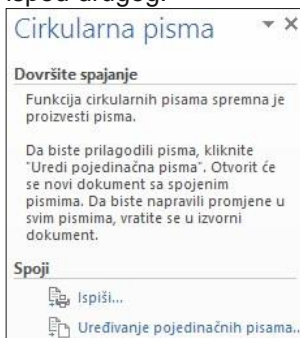 ispod drugog.
Cirkularna pisma
Dovršite spajanje
Funkcija cirkularnih pisama spremna je
proizvesti pisma.
Da biste prilagodili pisma, kliknite
"Uredi pojedinačna pisma". Otvorit će
se novi dokument sa spojenim
pismima. Da biste napravili promjene u
svim pismima, vratite se u izvorni
dokument.
Spoji
Ispiši...
Uređivanje pojedinačnih pisama..